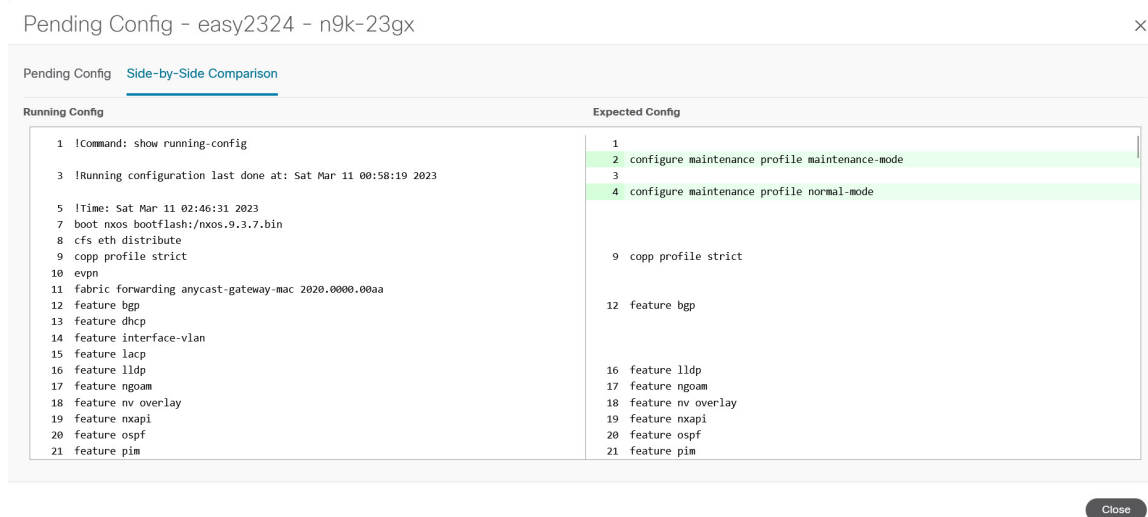 Pending Config - easy2324 - n9k-23gx
Pending Config Side-by-Side Comparison
Running Config
1 !Command: show running-config
3 !Running configuration last done at: Sat Mar 11 00:58:19 2023
5 !Time: Sat Mar 11 02:46:31 2023
7 boot nxos bootflash:/nxos.9.3.7.bin
8 cfs eth distribute
9 copp profile strict
10 evpn
11 fabric forwarding anycast-gateway-mac 2020.0000.00aa
12 feature bgp
13 feature dhcp
14 feature interface-vlan
15 feature lacp
16 feature lldp
17 feature ngoam
18 feature nv overlay
19 feature nxapi
20 feature ospf
21 feature pim
Expected Config
1
2 configure maintenance profile maintenance-mode
3
4 configure maintenance profile normal-mode
9 copp profile strict
12 feature bgp
16 feature lldp
17 feature ngoam
18 feature nv overlay
19 feature nxapi
20 feature ospf
21 feature pim
Close